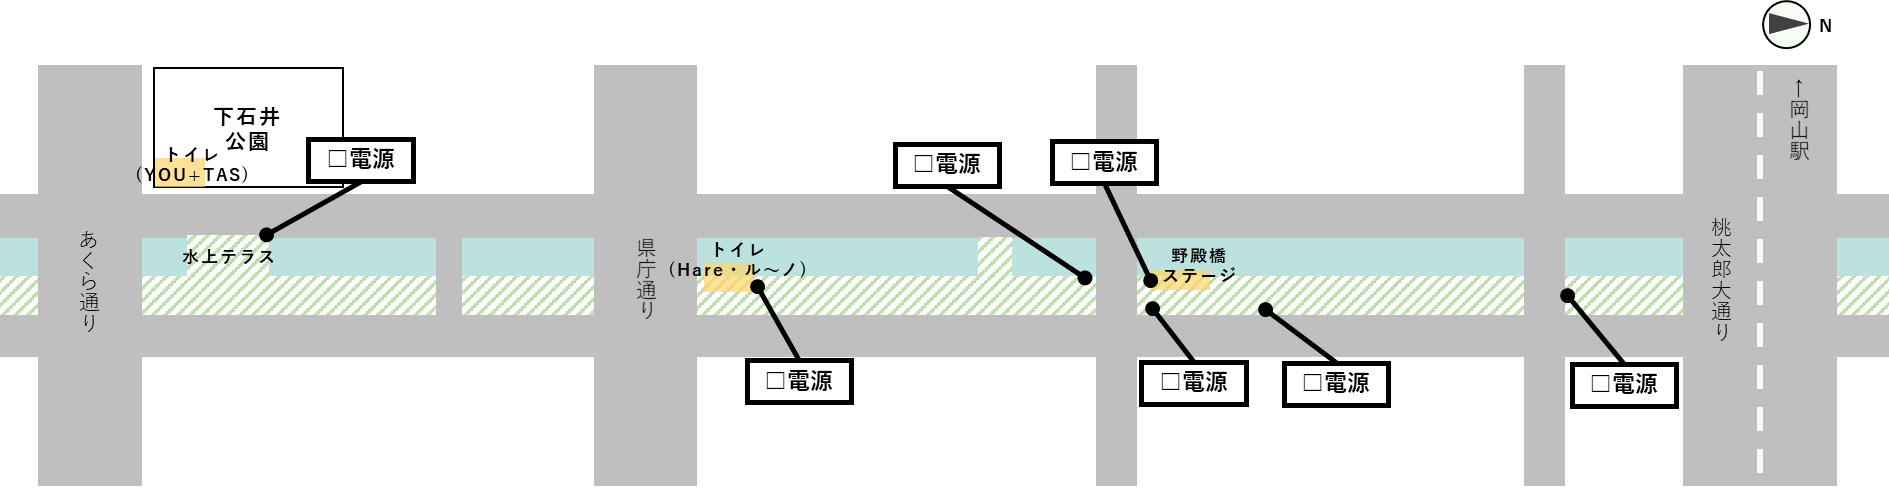 N
↑岡山駅
下石井
公園
トイレ
（YOU+TAS）
□電源
□電源
□電源
あくら通り
水上テラス
県庁通り
トイレ
（Hare・ル～ノ）
野殿橋
ステージ
桃太郎大通り
□電源
□電源
□電源
□電源